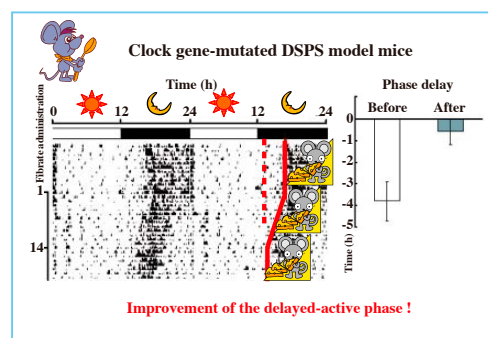 Clock gene-mutated DSPS model mice
Time (h)
0 12 24 12 24
Fibrate administration
1
14
Phase delay
Before After
0
-1
-2
-3
-4
-5
Time (h)
Improvement of the delayed-active phase !